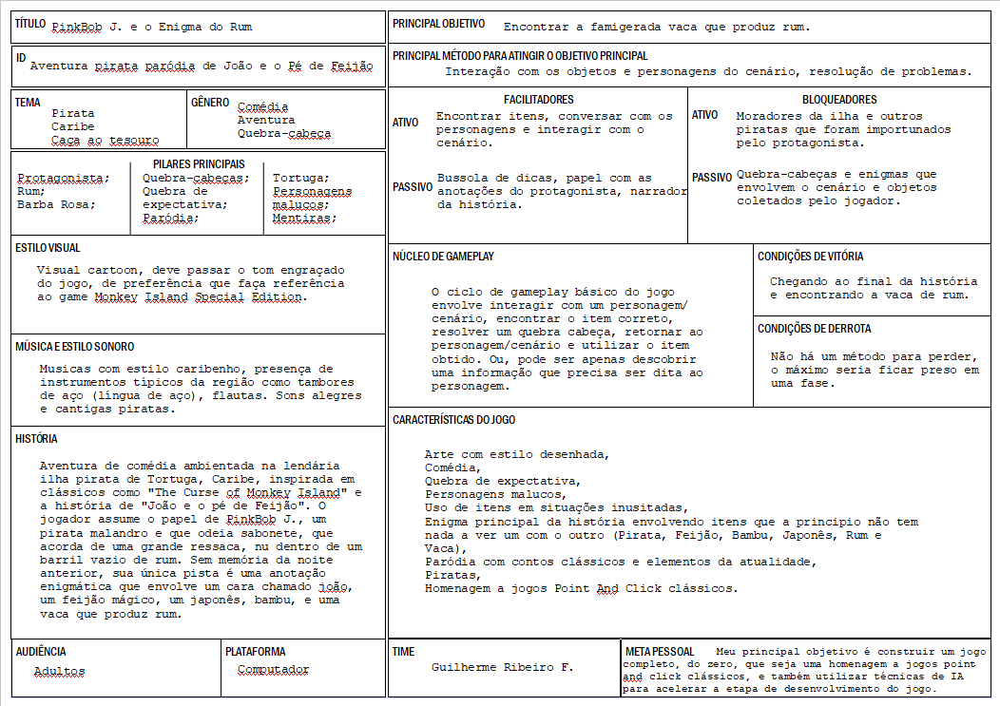 TÍTULO PinkBob J. e o Enigma do Rum
ID
Aventura pirata paródia de João e o Pé de Feijão
TEMA
Pirata
Caribe
Caça ao tesouro
GÊNERO
Comédia
Aventura
Quebra-cabeça
PILARES PRINCIPAIS
Protagonista;
Rum;
Barba Rosa;
Quebra-cabeças;
Quebra de
expectativa;
Paródia;
Tortuga;
Personagens
malucos;
Mentiras;
ESTILO VISUAL
Visual cartoon, deve passar o tom engraçado
do jogo, de preferência que faça referência
ao game Monkey Island Special Edition.
MÚSICA E ESTILO SONORO
Musicas com estilo caribenho, presença de
instrumentos típicos da região como tambores
de aço (língua de aço), flautas. Sons alegres
e cantigas piratas.
HISTÓRIA
Aventura de comédia ambientada na lendária
ilha pirata de Tortuga, Caribe, inspirada em
clássicos como "The Curse of Monkey Island" e
a história de "João e o pé de Feijão". O
jogador assume o papel de PinkBob J., um
pirata malandro e que odeia sabonete, que
acorda de uma grande ressaca, nu dentro de um
barril vazio de rum. Sem memória da noite
anterior, sua única pista é uma anotação
enigmática que envolve um cara chamado joão,
um feijão mágico, um japonês, bambu, e uma
vaca que produz rum.
AUDIÊNCIA
Adultos
PLATAFORMA
Computador
PRINCIPAL OBJETIVO Encontrar a famigerada vaca que produz rum.
PRINCIPAL MÉTODO PARA ATINGIR O OBJETIVO PRINCIPAL
Interação com os objetos e personagens do cenário, resolução de problemas.
FACILITADORES
ATIVO
Encontrar itens, conversar com os
personagens e interagir com o
cenário.
PASSIVO
Bussola de dicas, papel com as
anotações do protagonista, narrador
da história.
BLOQUEADORES
ATIVO
Moradores da ilha e outros
piratas que foram importunados
pelo protagonista.
PASSIVO
Quebra-cabeças e enigmas que
envolvem o cenário e objetos
coletados pelo jogador.
NÚCLEO DE GAMEPLAY
O ciclo de gameplay básico do jogo
envolve interagir com um personagem/
cenário, encontrar o item correto,
resolver um quebra cabeça, retornar ao
personagem/cenário e utilizar o item
obtido. Ou, pode ser apenas descobrir
uma informação que precisa ser dita ao
personagem.
CONDIÇÕES DE VITÓRIA
Chegando ao final da história
e encontrando a vaca de rum.
CONDIÇÕES DE DERROTA
Não há um método para perder,
o máximo seria ficar preso em
uma fase.
CARACTERÍSTICAS DO JOGO
Arte com estilo desenhada,
Comédia,
Quebra de expectativa,
Personagens malucos,
Uso de itens em situações inusitadas,
Enigma principal da história envolvendo itens que a principio não tem
nada a ver um com o outro (Pirata, Feijão, Bambu, Japonês, Rum e
Vaca),
Paródia com contos clássicos e elementos da atualidade,
Piratas,
Homenagem a jogos Point And Click clássicos.
TIME
Guilherme Ribeiro F.
META PESSOAL Meu principal objetivo é construir um jogo
completo, do zero, que seja uma homenagem a jogos point
and click clássicos, e também utilizar técnicas de IA
para acelerar a etapa de desenvolvimento do jogo.